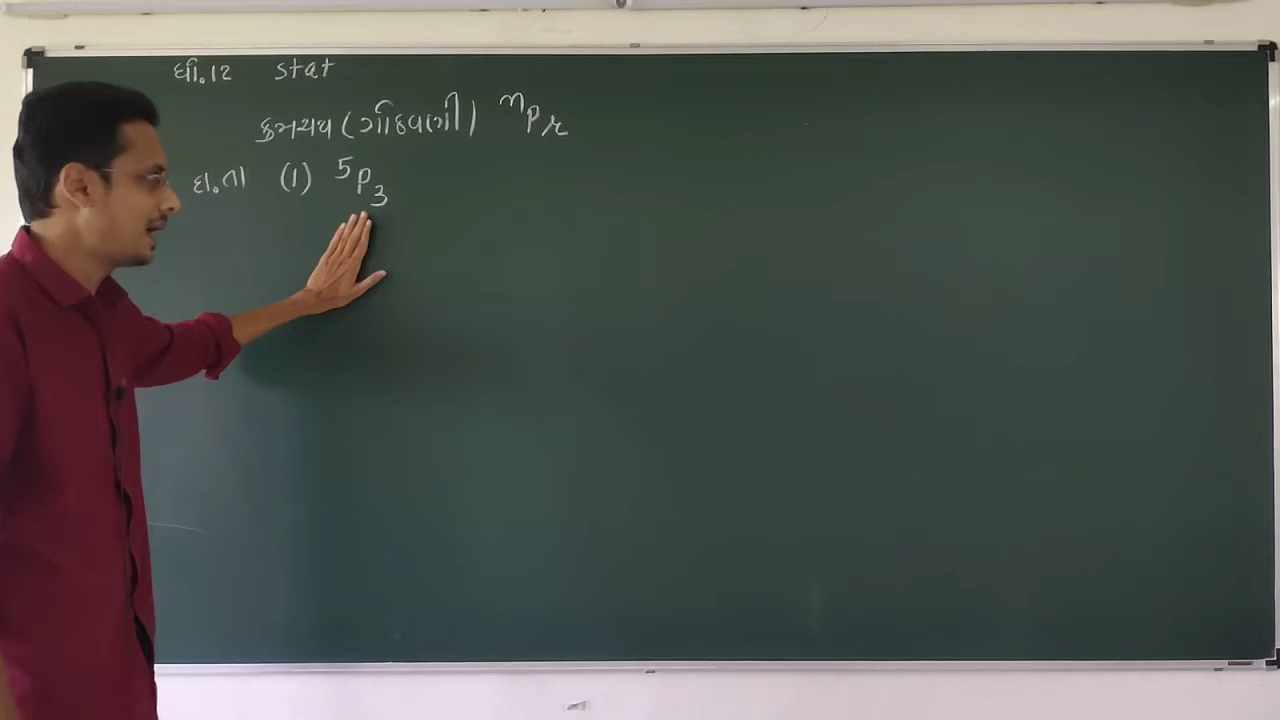 ધો.12 stat
ક્રમચય (ગોઠવણી) ⁿPᵣ
દા.ત। (1) ⁵P₃